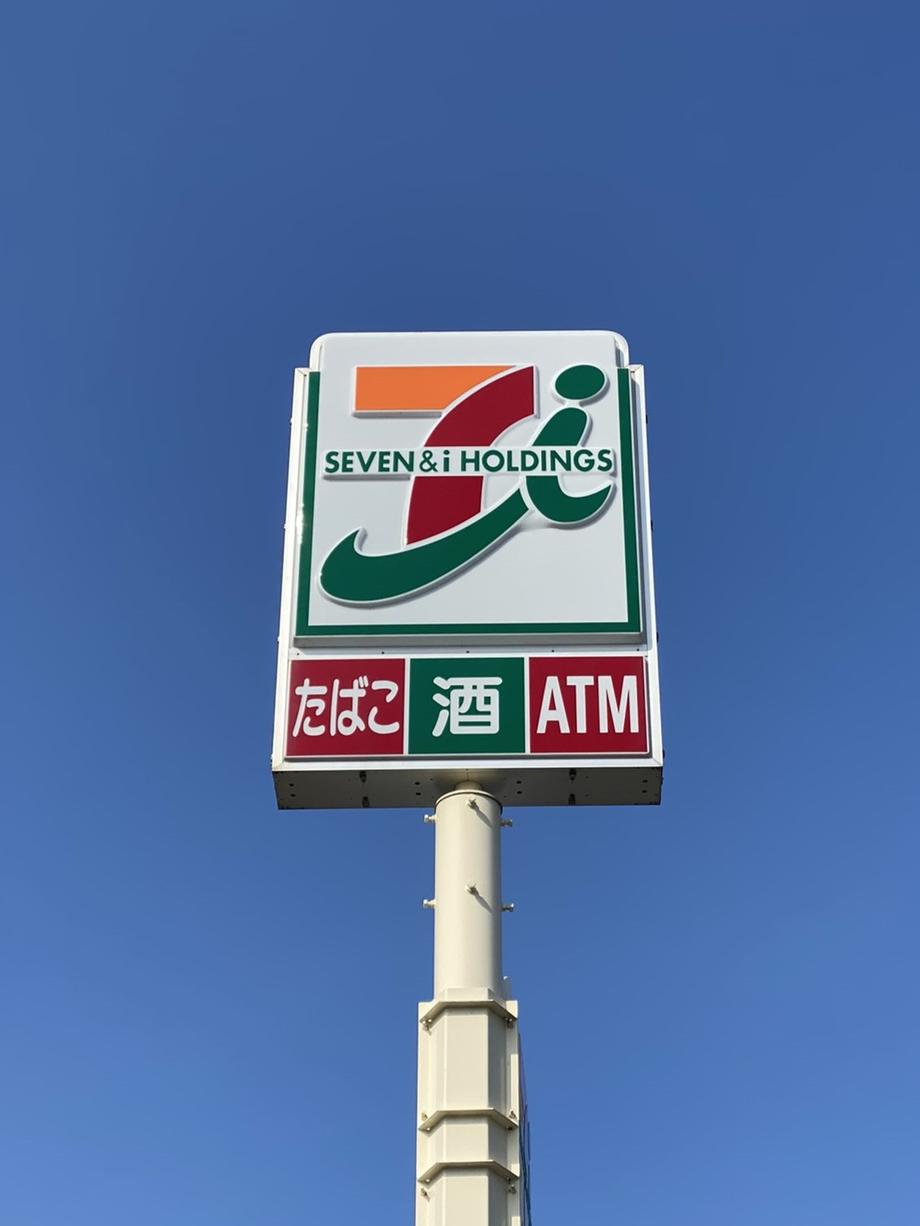 SEVEN&i HOLDINGS
たばこ 酒 ATM